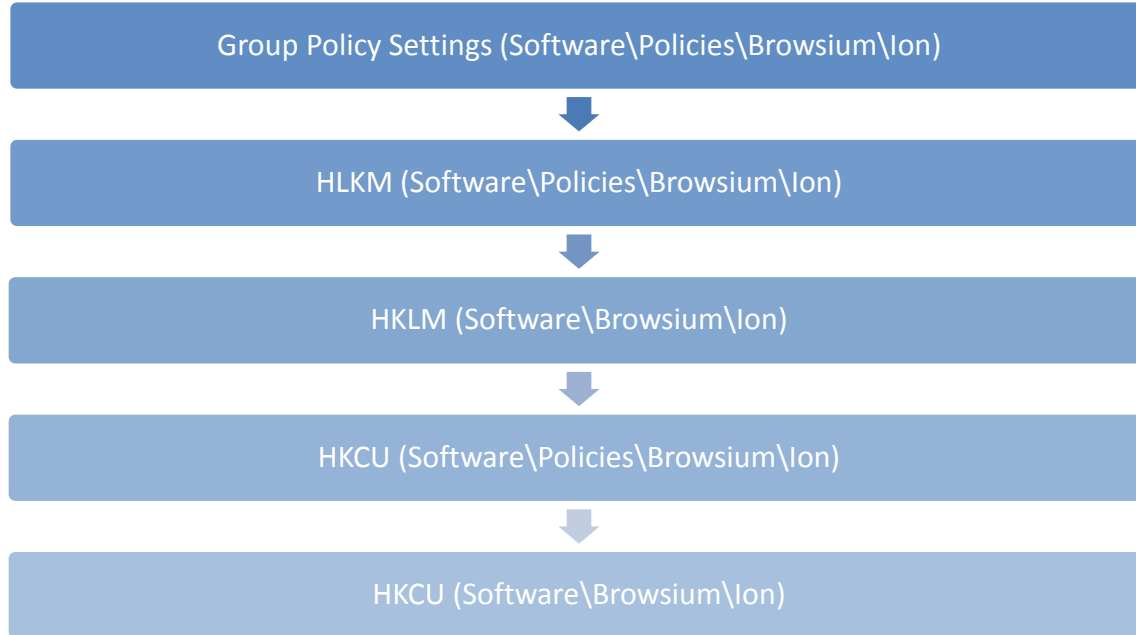 Group Policy Settings (Software\Policies\Browsium\Ion)
HLKM (Software\Policies\Browsium\Ion)
HKLM (Software\Browsium\Ion)
HKCU (Software\Policies\Browsium\Ion)
HKCU (Software\Browsium\Ion)